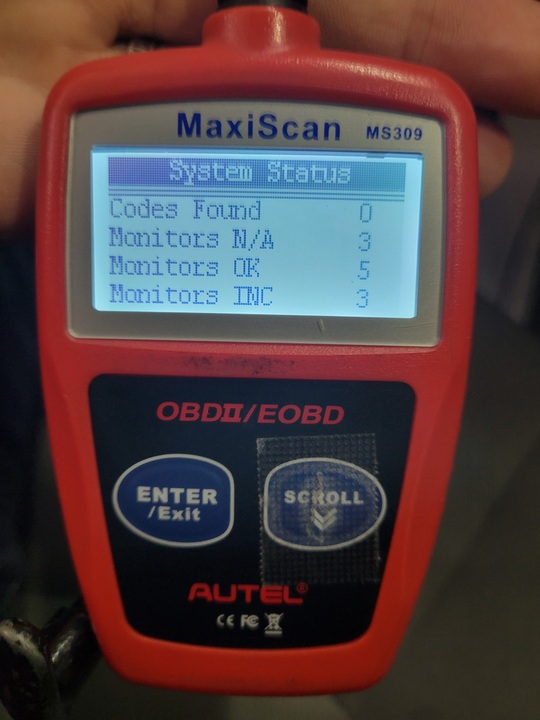 MaxiScan MS309
System Status
Codes Found 0
Monitors N/A 3
Monitors OK 5
Monitors INC 3
OBDII/EOBD
ENTER
/Exit
SCROLL
AUTEL®
CE FC